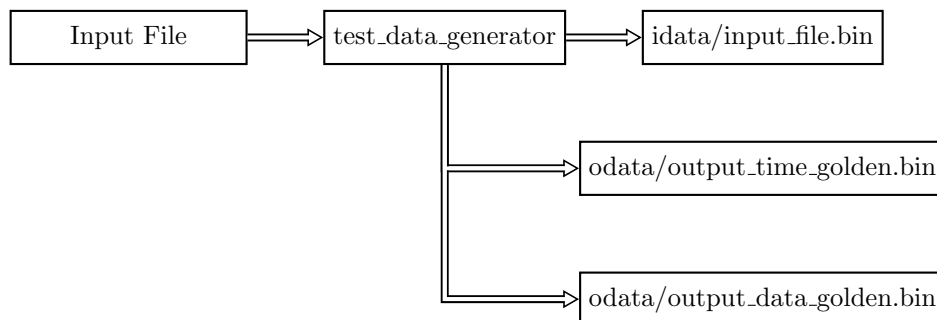 Input File
test_data_generator
idata/input_file.bin
odata/output_time_golden.bin
odata/output_data_golden.bin